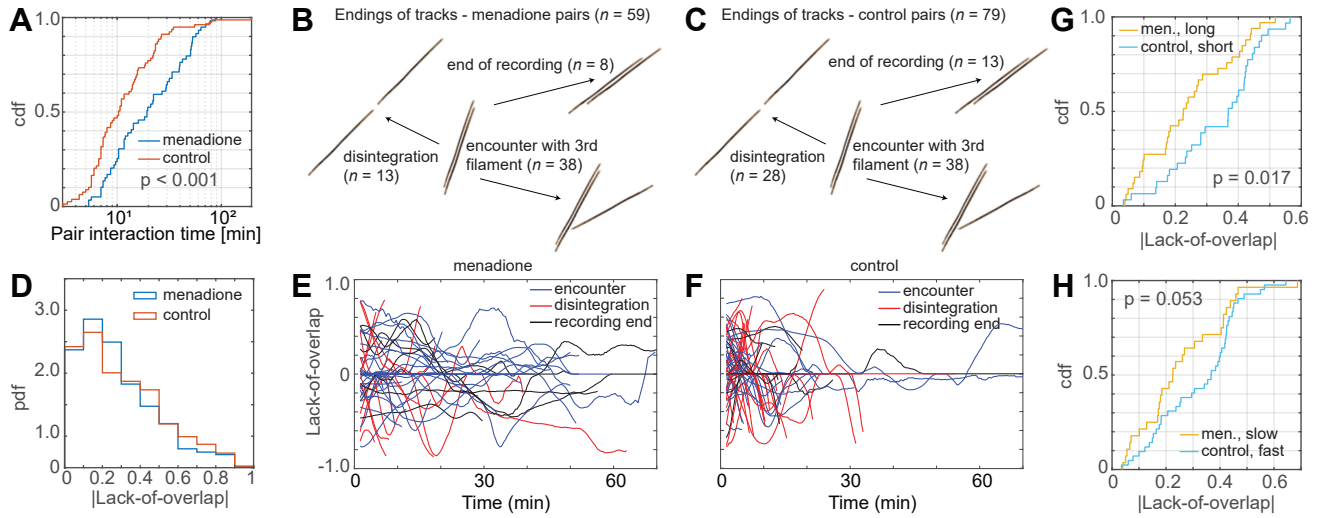 A
1.0
0.5
0
cdf
menadione
control
p < 0.001
10¹
10²
Pair interaction time [min]
B
Endings of tracks - menadione pairs (n = 59)
end of recording (n = 8)
disintegration
(n = 13)
encounter with 3rd
filament (n = 38)
C
Endings of tracks - control pairs (n = 79)
end of recording (n = 13)
disintegration
(n = 28)
encounter with 3rd
filament (n = 38)
G
1.0
0.5
0
cdf
men., long
control, short
p = 0.017
0
0.2
0.4
0.6
|Lack-of-overlap|
D
3.0
2.0
1.0
0
pdf
menadione
control
0
0.2
0.4
0.6
0.8
1
|Lack-of-overlap|
E
menadione
1.0
0
-1.0
Lack-of-overlap
encounter
disintegration
recording end
0
30
60
Time (min)
F
control
encounter
disintegration
recording end
0
30
60
Time (min)
H
1.0
0.5
0
cdf
p = 0.053
men., slow
control, fast
0
0.2
0.4
0.6
|Lack-of-overlap|